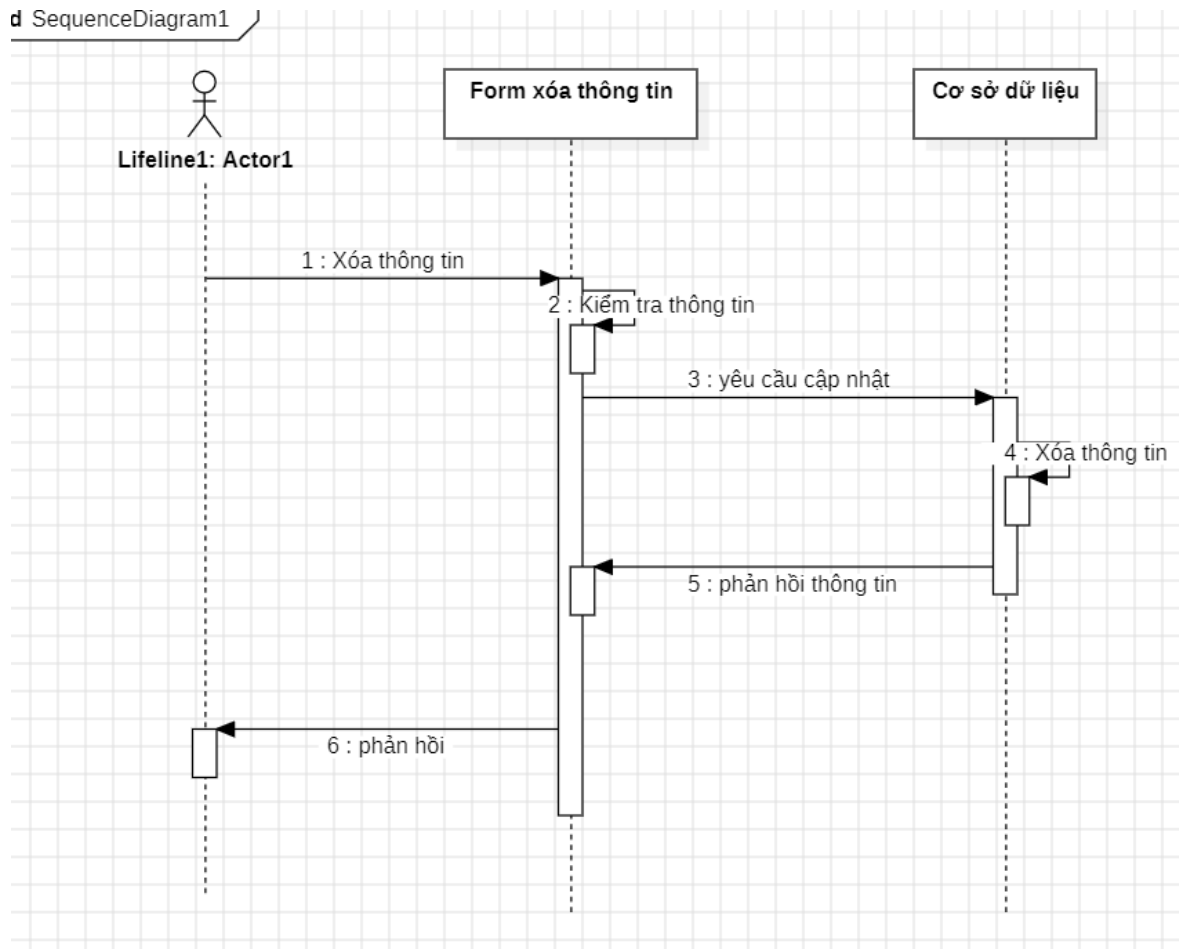 d SequenceDiagram1
Form xóa thông tin
Cơ sở dữ liệu
Lifeline1: Actor1
1 : Xóa thông tin
2 : Kiểm tra thông tin
3 : yêu cầu cập nhật
4 : Xóa thông tin
5 : phản hồi thông tin
6 : phản hồi